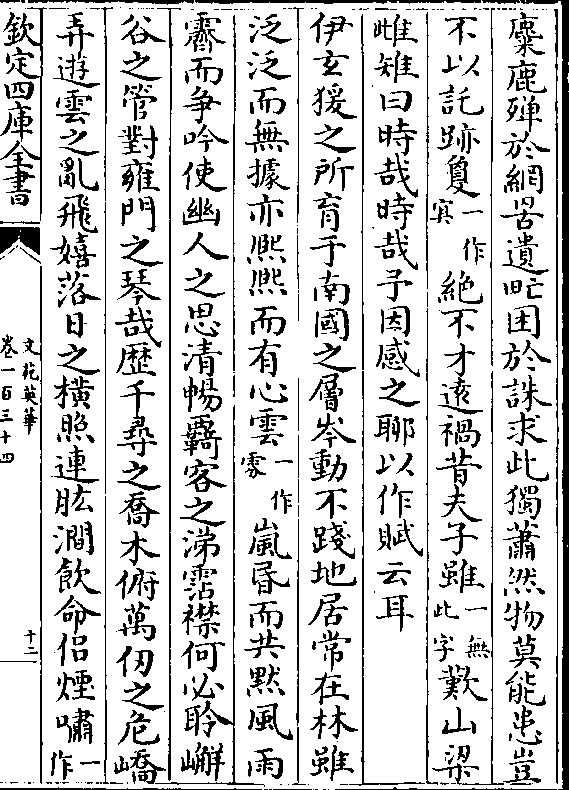 麋鹿殫於網罟遺甿困於誅求此獨蕭然物莫能患豈
不以託跡敻一作寘絶不才逺禍昔夫子雖一無此字歎山梁
雌雉曰時哉時哉予因感之聊以作賦云耳
伊玄猨之所育于南國之層岑動不踐地居常在林雖
泛泛而無據亦熈熈而有心雲一作雰嵐昏而共黙風雨
霽而争吟使幽人之思清暢羇客之涕霑襟何必聆嶰
谷之管對雍門之琴哉歴千尋之喬木俯萬仞之危嶠
弄遊雲之亂飛嬉落日之横照連肱澗飲命侣煙嘯一作
欽定四庫全書
文苑英華
卷一百三十四
十二